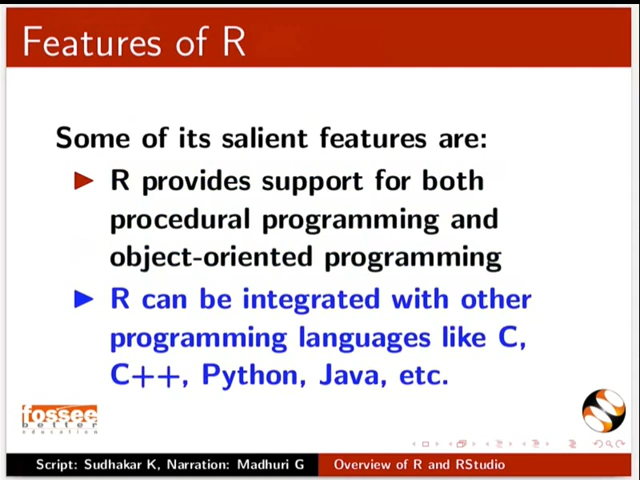 Features of R
Some of its salient features are:
R provides support for both
procedural programming and
object-oriented programming
R can be integrated with other
programming languages like C,
C++, Python, Java, etc.
fossee
better
education
Script: Sudhakar K, Narration: Madhuri G
Overview of R and RStudio